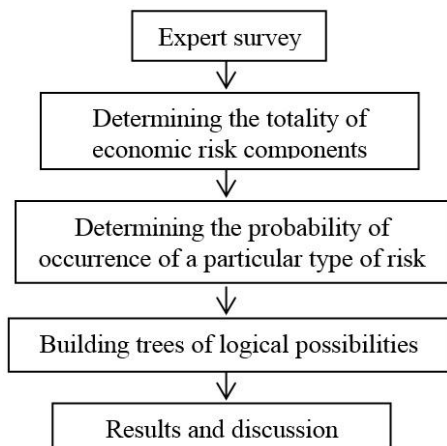 Expert survey
Determining the totality of
economic risk components
Determining the probability of
occurrence of a particular type of risk
Building trees of logical possibilities
Results and discussion